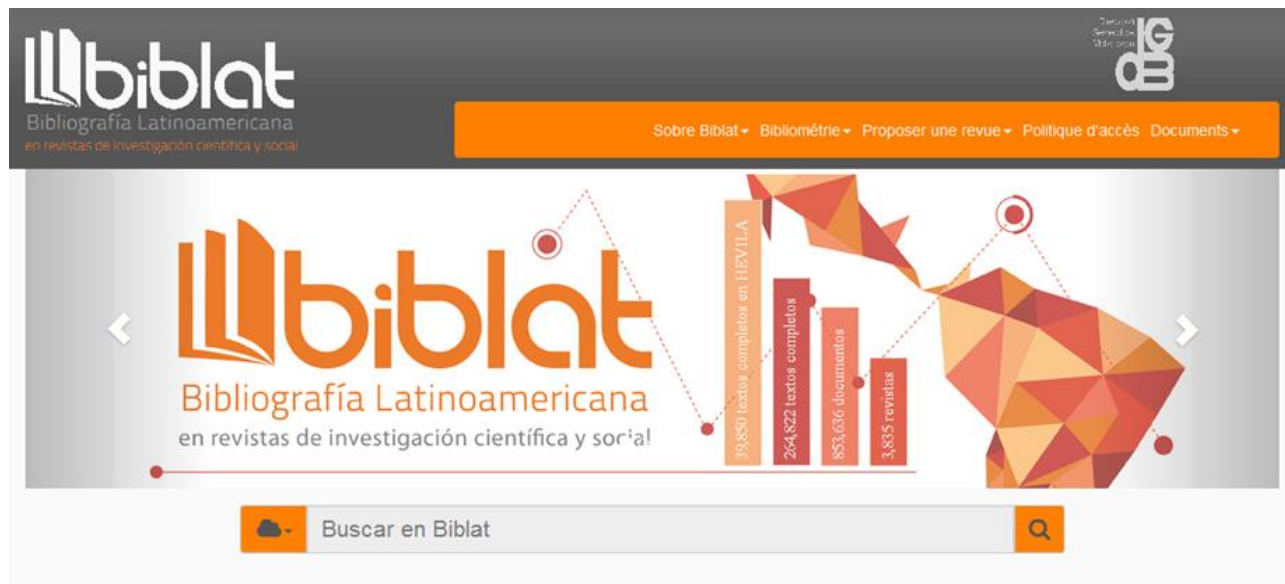 biblat
Bibliografía Latinoamericana
en revistas de investigación científica y social
Sobre Biblat Bibliométrie Proposer une revue Politique d'accès Documents
biblat
Bibliografía Latinoamericana
en revistas de investigación científica y social
39,850 textos completos en HEVILA
264,822 textos completos
853,636 documentos
3,835 revistas
Buscar en Biblat